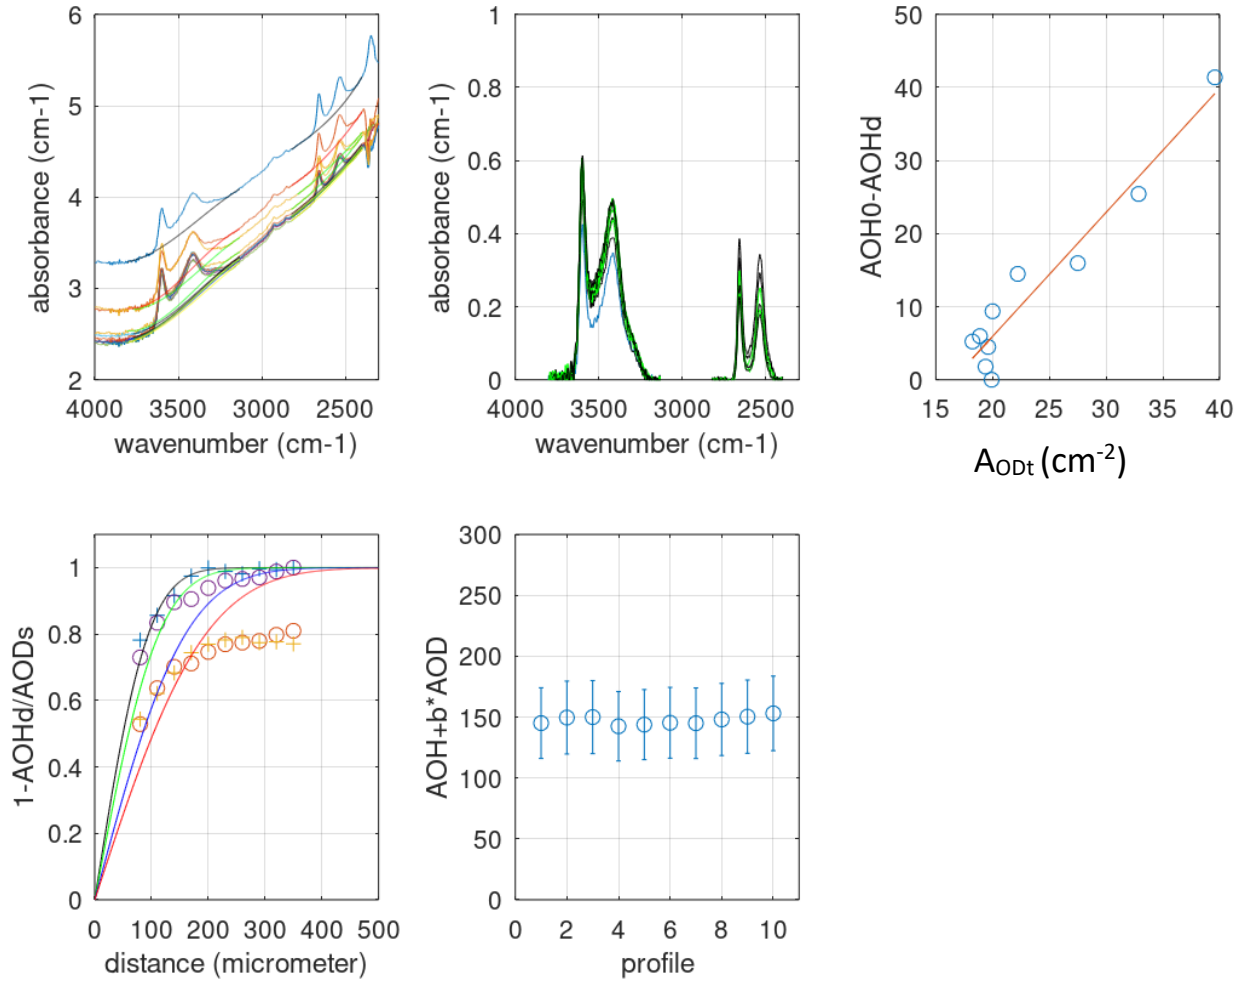 6
5
4
3
2
absorbance (cm-1)
4000 3500 3000 2500
wavenumber (cm-1)
1
0.8
0.6
0.4
0.2
0
absorbance (cm-1)
4000 3500 3000 2500
wavenumber (cm-1)
50
40
30
20
10
0
AOH0-AOHd
15 20 25 30 35 40
AODt (cm-2)
1
0.8
0.6
0.4
0.2
0
1-AOHd/AODs
0 100 200 300 400 500
distance (micrometer)
300
250
200
150
100
50
0
AOH+b*AOD
0 2 4 6 8 10
profile